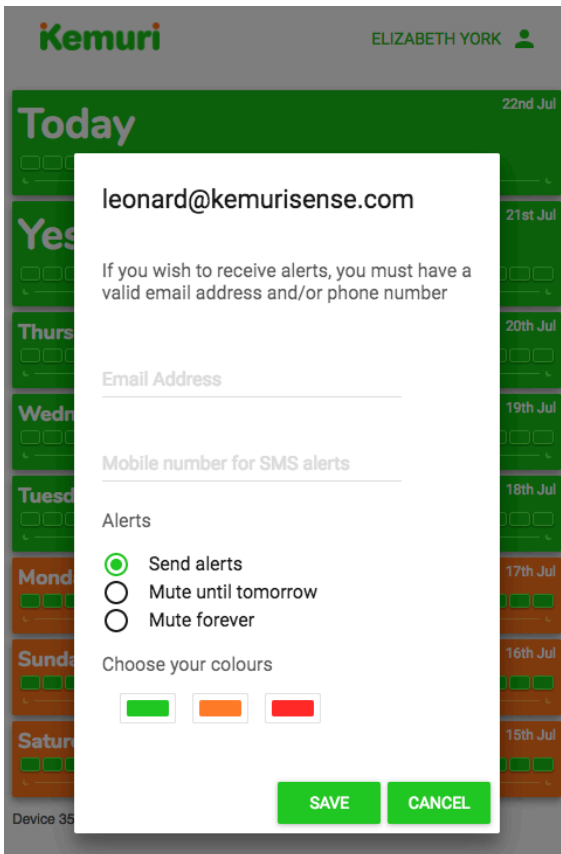 Kemuri
ELIZABETH YORK
22nd Jul
Today
leonard@kemurisense.com
21st Jul
If you wish to receive alerts, you must have a
valid email address and/or phone number
20th Jul
Email Address
19th Jul
Mobile number for SMS alerts
18th Jul
Alerts
Send alerts
17th Jul
Mute until tomorrow
Mute forever
16th Jul
Choose your colours
15th Jul
SAVE
CANCEL
Device 35